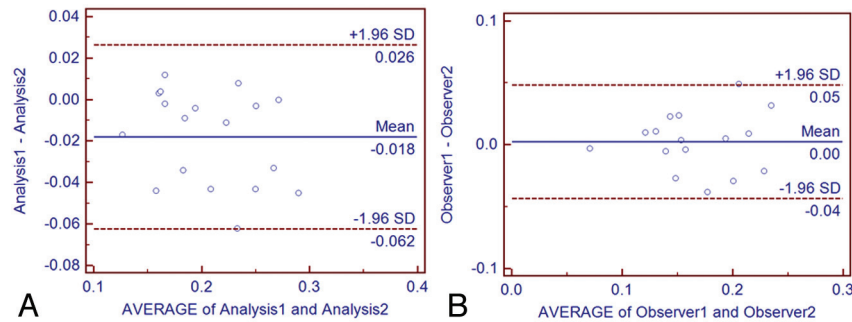 0.04
0.02
0.00
-0.02
-0.04
-0.06
-0.08
Analysis1 - Analysis2
+1.96 SD
0.026
Mean
-0.018
-1.96 SD
-0.062
0.1
0.2
0.3
0.4
AVERAGE of Analysis1 and Analysis2
A
0.1
0.0
-0.1
Observer1 - Observer2
+1.96 SD
0.05
Mean
0.00
-1.96 SD
-0.04
0.0
0.1
0.2
0.3
AVERAGE of Observer1 and Observer2
B